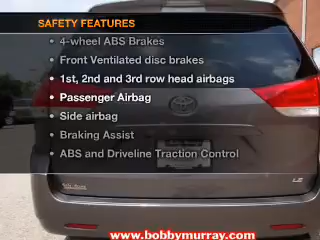 SAFETY FEATURES
• 4-wheel ABS Brakes
• Front Ventilated disc brakes
• 1st, 2nd and 3rd row head airbags
• Passenger Airbag
• Side airbag
• Braking Assist
• ABS and Driveline Traction Control
LE
www.bobbymurray.com